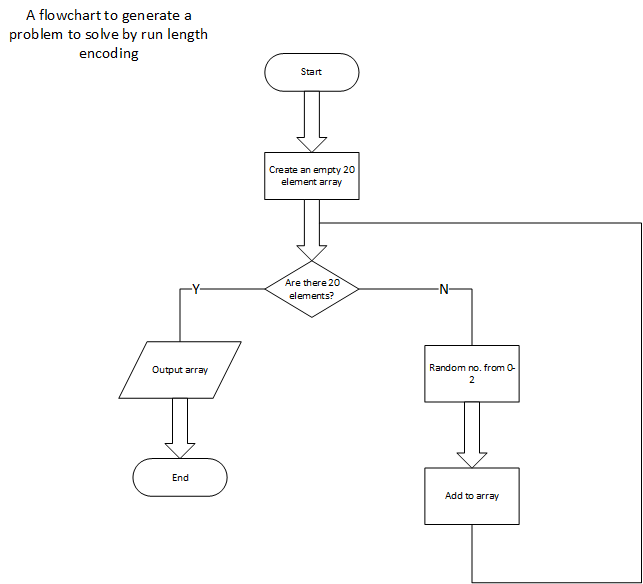 A flowchart to generate a
problem to solve by run length
encoding
Start
Create an empty 20
element array
Are there 20
elements?
Y
N
Output array
Random no. from 0-
2
End
Add to array